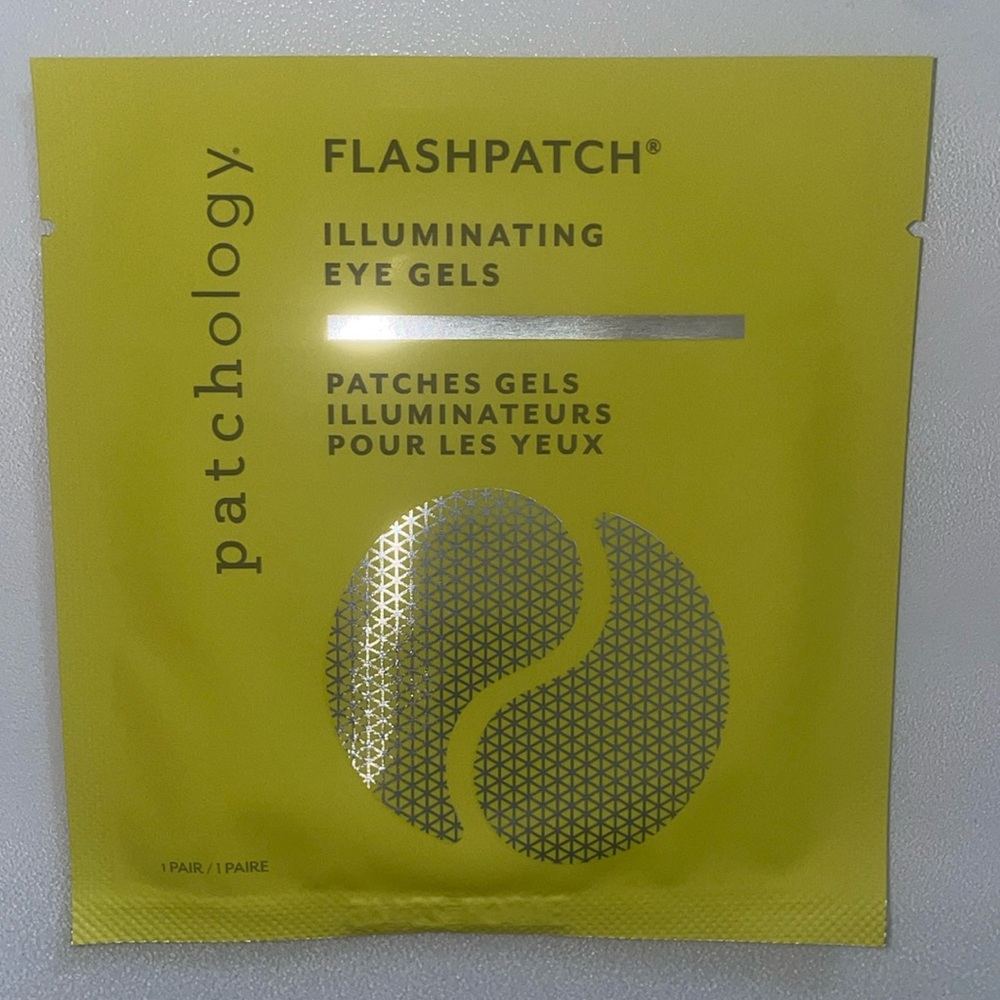 patchology.
FLASHPATCH®
ILLUMINATING
EYE GELS
PATCHES GELS
ILLUMINATEURS
POUR LES YEUX
1 PAIR / 1 PAIRE